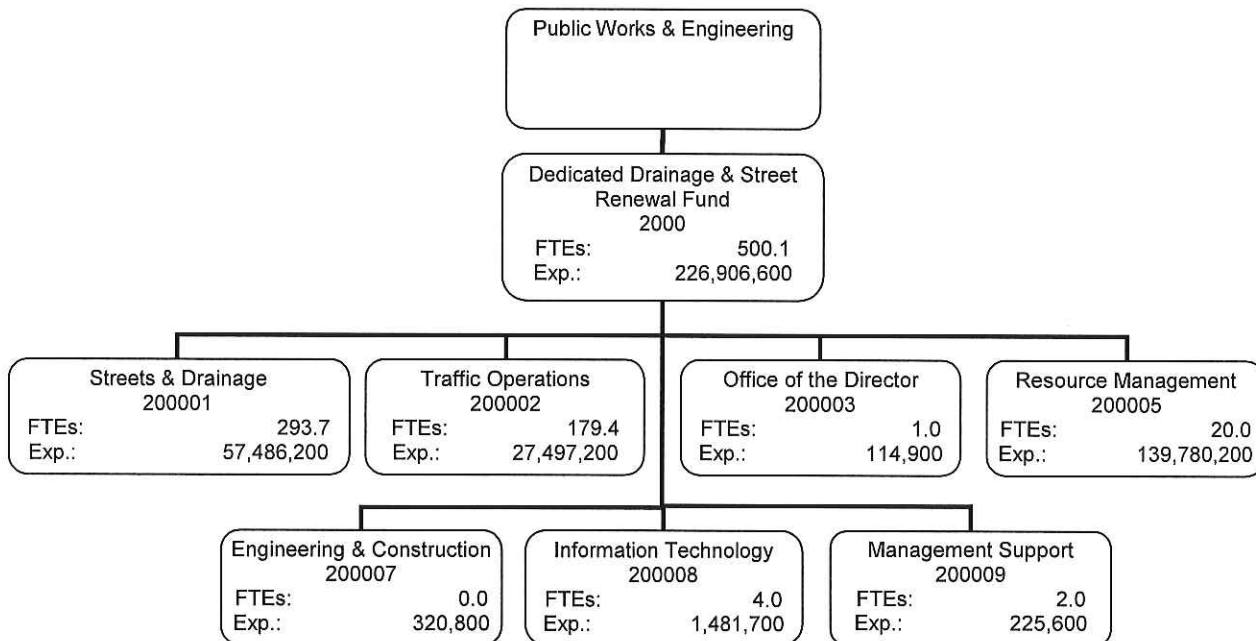 Public Works & Engineering
Dedicated Drainage & Street
Renewal Fund
2000
FTEs: 500.1
Exp.: 226,906,600
Streets & Drainage
200001
FTEs: 293.7
Exp.: 57,486,200
Traffic Operations
200002
FTEs: 179.4
Exp.: 27,497,200
Office of the Director
200003
FTEs: 1.0
Exp.: 114,900
Resource Management
200005
FTEs: 20.0
Exp.: 139,780,200
Engineering & Construction
200007
FTEs: 0.0
Exp.: 320,800
Information Technology
200008
FTEs: 4.0
Exp.: 1,481,700
Management Support
200009
FTEs: 2.0
Exp.: 225,600